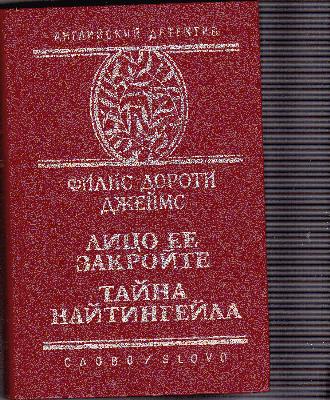 АНГЛИЙСКИЙ ДЕТЕКТИВ
ФИЛИС ДОРОТИ
ДЖЕЙМС
ЛИЦО ЕЕ
ЗАКРОЙТЕ
ТАЙНА
НАЙТИНГЕЙЛА
СЛОВО/SLOVO